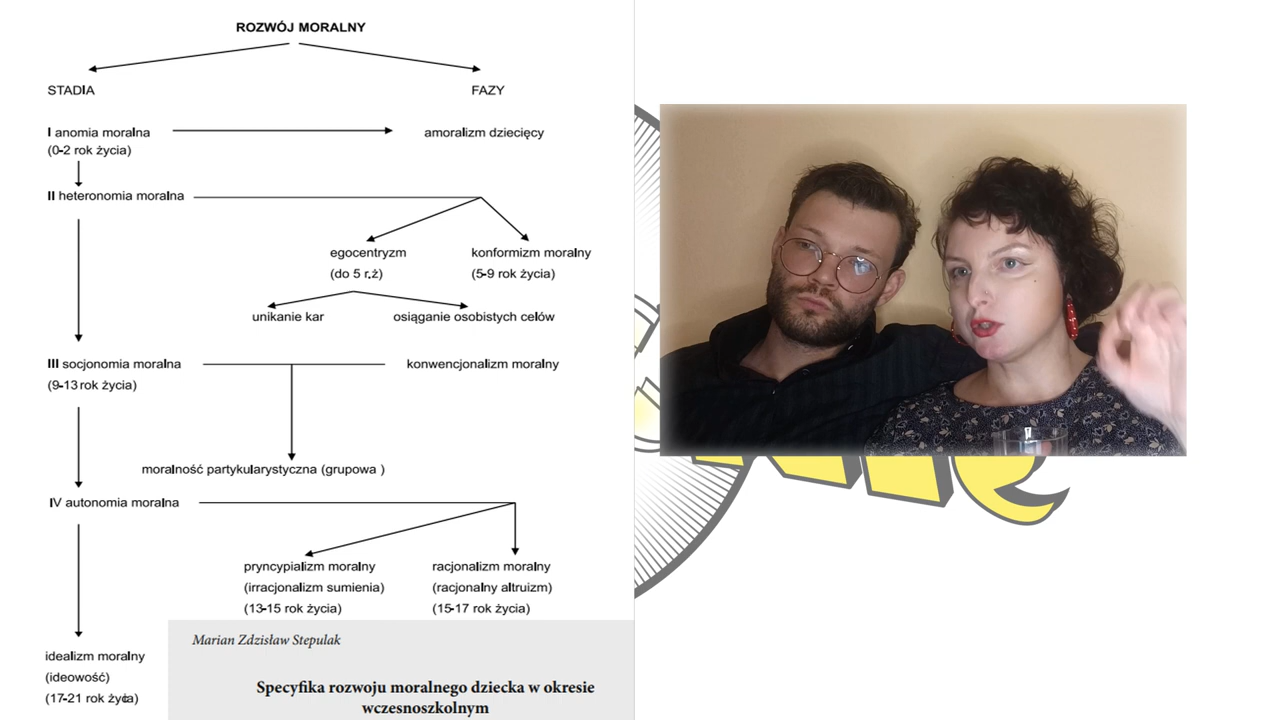 ROZWÓJ MORALNY
STADIA
FAZY
I anomia moralna
(0-2 rok życia)
amoralizm dziecięcy
II heteronomia moralna
egocentryzm
(do 5 r.ż)
konformizm moralny
(5-9 rok życia)
unikanie kar
osiąganie osobistych celów
III socjonomia moralna
(9-13 rok życia)
konwencjonalizm moralny
moralność partykularystyczna (grupowa )
IV autonomia moralna
pryncypializm moralny
(irracjonalizm sumienia)
(13-15 rok życia)
racjonalizm moralny
(racjonalny altruizm)
(15-17 rok życia)
idealizm moralny
(ideowość)
(17-21 rok życia)
Marian Zdzisław Stepulak
Specyfika rozwoju moralnego dziecka w okresie
wczesnoszkolnym